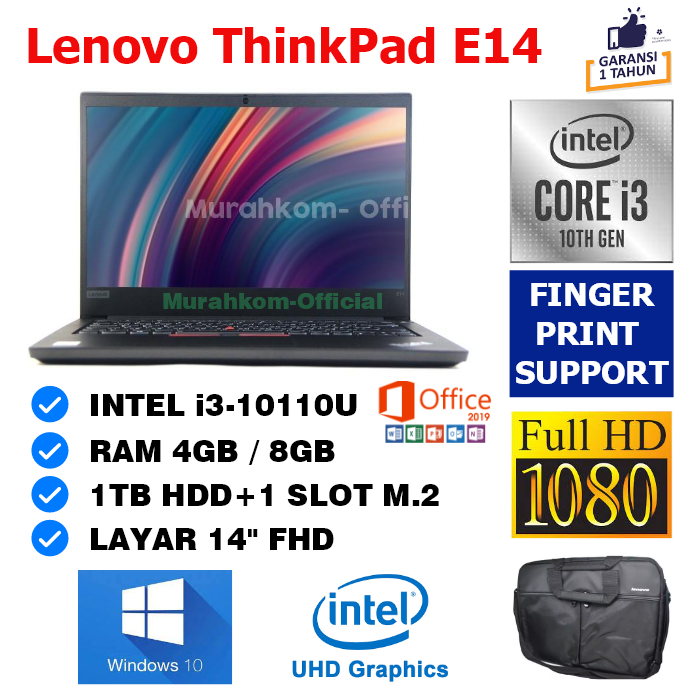 Lenovo ThinkPad E14
GARANSI
1 TAHUN
Murahkom- Offi
Lenovo
Murahkom-Official
intel
CORE i3
10TH GEN
FINGER
PRINT
SUPPORT
INTEL i3-10110U
Office
2019
RAM 4GB / 8GB
1TB HDD+1 SLOT M.2
LAYAR 14" FHD
Full HD
1080
Windows 10
intel
UHD Graphics